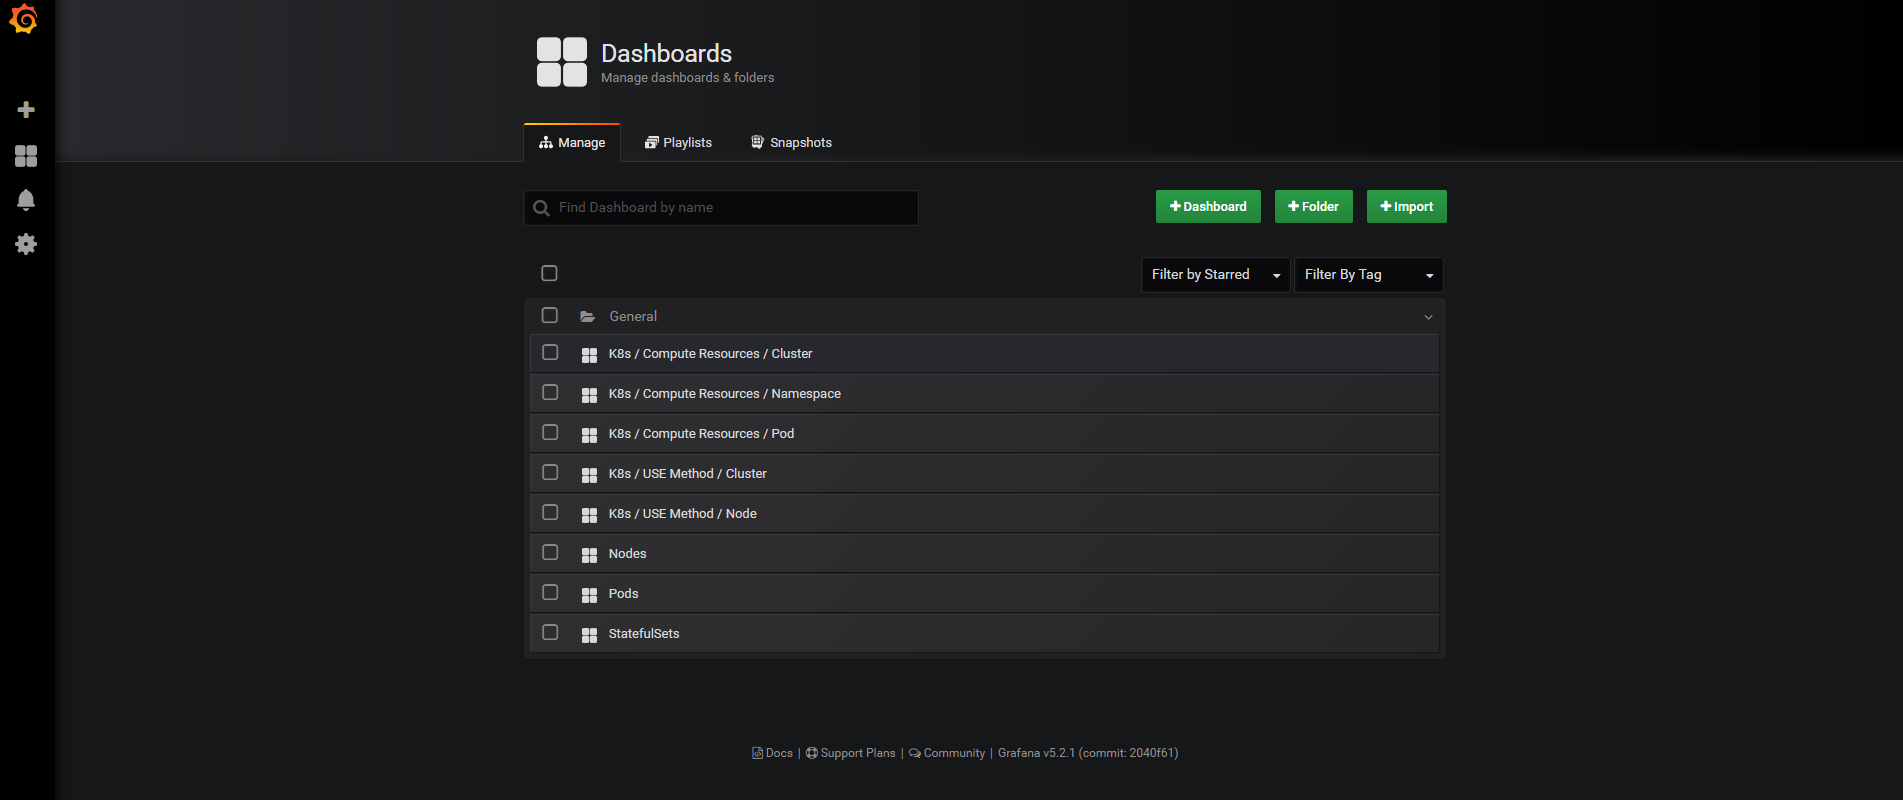 Dashboards
Manage dashboards & folders
Manage Playlists Snapshots
Find Dashboard by name Dashboard Folder Import
Filter by Starred Filter By Tag
General
K8s / Compute Resources / Cluster
K8s / Compute Resources / Namespace
K8s / Compute Resources / Pod
K8s / USE Method / Cluster
K8s / USE Method / Node
Nodes
Pods
StatefulSets
Docs | Support Plans | Community | Grafana v5.2.1 (commit: 2040f61)